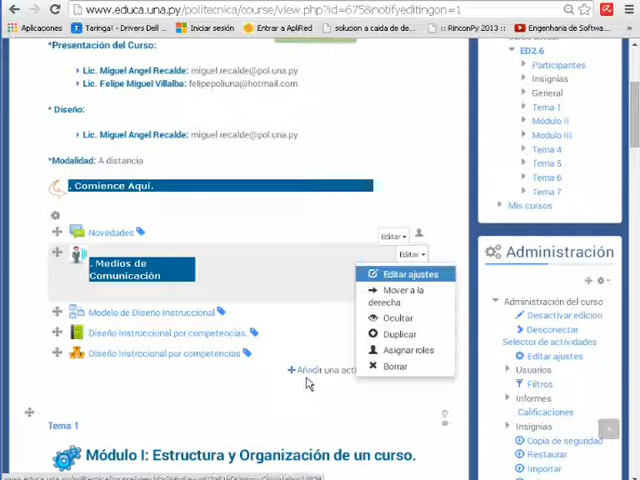 www.educa.una.py/politecnica/course/view.php?id=675&notifyeditingon=1
Aplicaciones
Taringa! - Drivers Dell
Iniciar sesión
Entrar a ApliRed
solucion a caida de de...
::: RinconPy 2013 :::
Engenharia de Softwa...
*Presentación del Curso:
Lic. Miguel Angel Recalde: miguel.recalde@pol.una.py
Lic. Felipe Miguel Villalba: felipepoliuna@hotmail.com
* Diseño:
Lic. Miguel Angel Recalde: miguel.recalde@pol.una.py
*Modalidad: A distancia
. Comience Aquí.
Novedades
Editar
. Medios de
Comunicación
Editar
Editar ajustes
Mover a la
derecha
Ocultar
Duplicar
Asignar roles
Borrar
Modelo de Diseño Instruccional
Diseño Instruccional por competencias.
Diseño Instrccional por competencias
Añadir una acti
Tema 1
Módulo I: Estructura y Organización de un curso.
ED2.6
Participantes
Insignias
General
Tema 1
Módulo II
Modulo III
Tema 4
Tema 5
Tema 6
Tema 7
Mis cursos
Administración
Administración del curso
Desactivar edicion
Desconectar
Selector de actividades
Editar ajustes
Usuarios
Filtros
Informes
Calificaciones
Insignias
Copia de seguridad
Restaurar
Importar